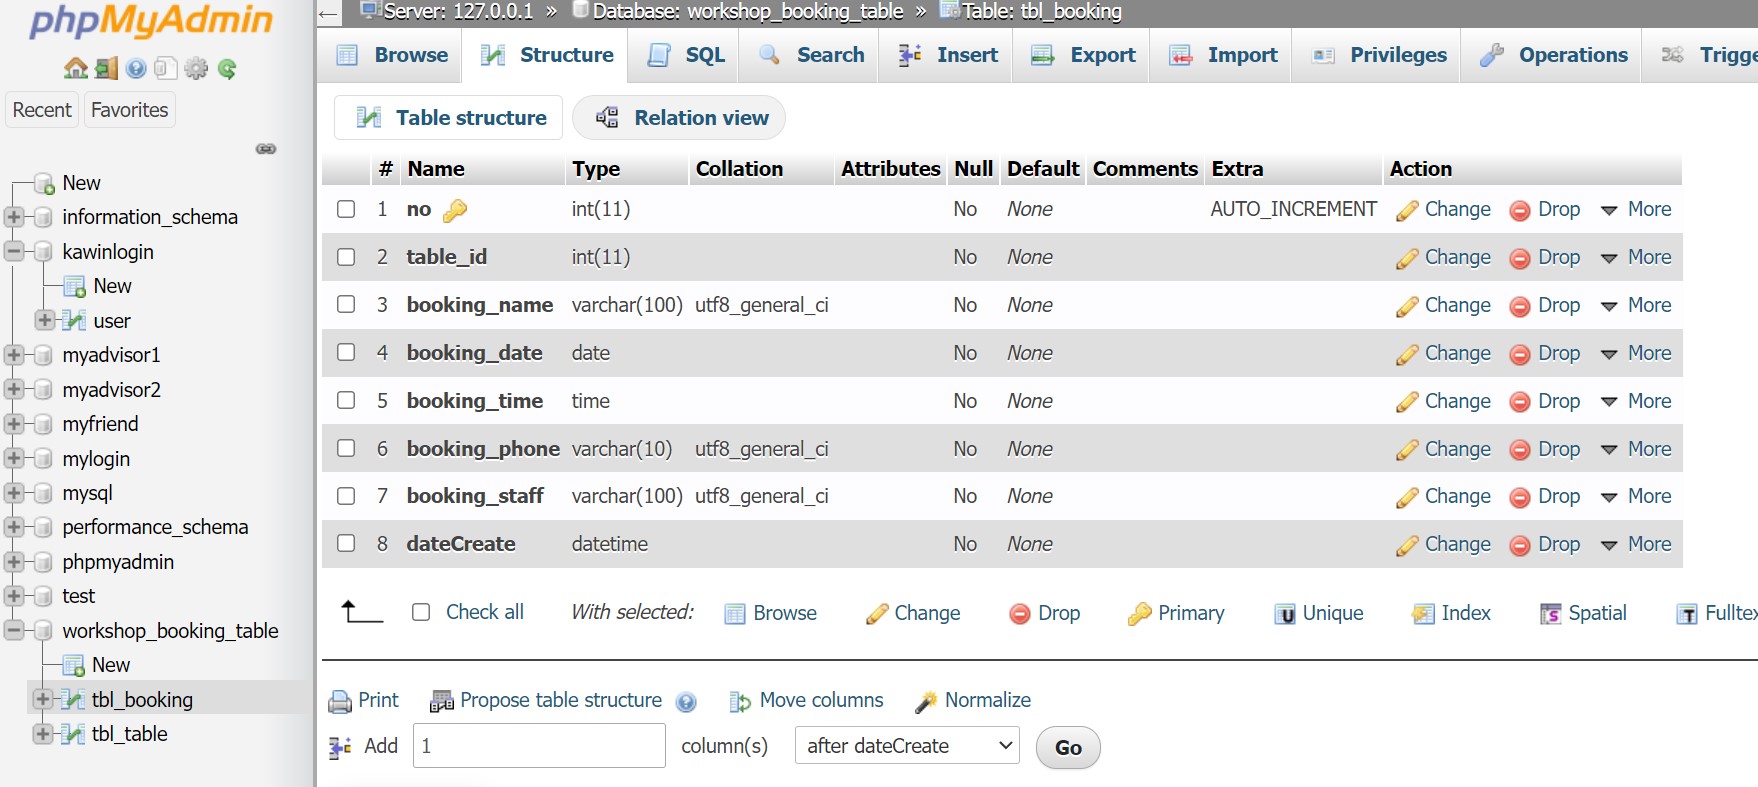 phpMyAdmin
Recent Favorites
New
information_schema
kawinlogin
New
user
myadvisor1
myadvisor2
myfriend
mylogin
mysql
performance_schema
phpmyadmin
test
workshop_booking_table
New
tbl_booking
tbl_table
Server: 127.0.0.1 » Database: workshop_booking_table » Table: tbl_booking
Browse Structure SQL Search Insert Export Import Privileges Operations Trigge
Table structure Relation view
# Name Type Collation Attributes Null Default Comments Extra Action
1 no int(11) No None AUTO_INCREMENT Change Drop More
2 table_id int(11) No None Change Drop More
3 booking_name varchar(100) utf8_general_ci No None Change Drop More
4 booking_date date No None Change Drop More
5 booking_time time No None Change Drop More
6 booking_phone varchar(10) utf8_general_ci No None Change Drop More
7 booking_staff varchar(100) utf8_general_ci No None Change Drop More
8 dateCreate datetime No None Change Drop More
Check all With selected: Browse Change Drop Primary Unique Index Spatial Fulltex
Print Propose table structure Move columns Normalize
Add 1 column(s) after dateCreate Go